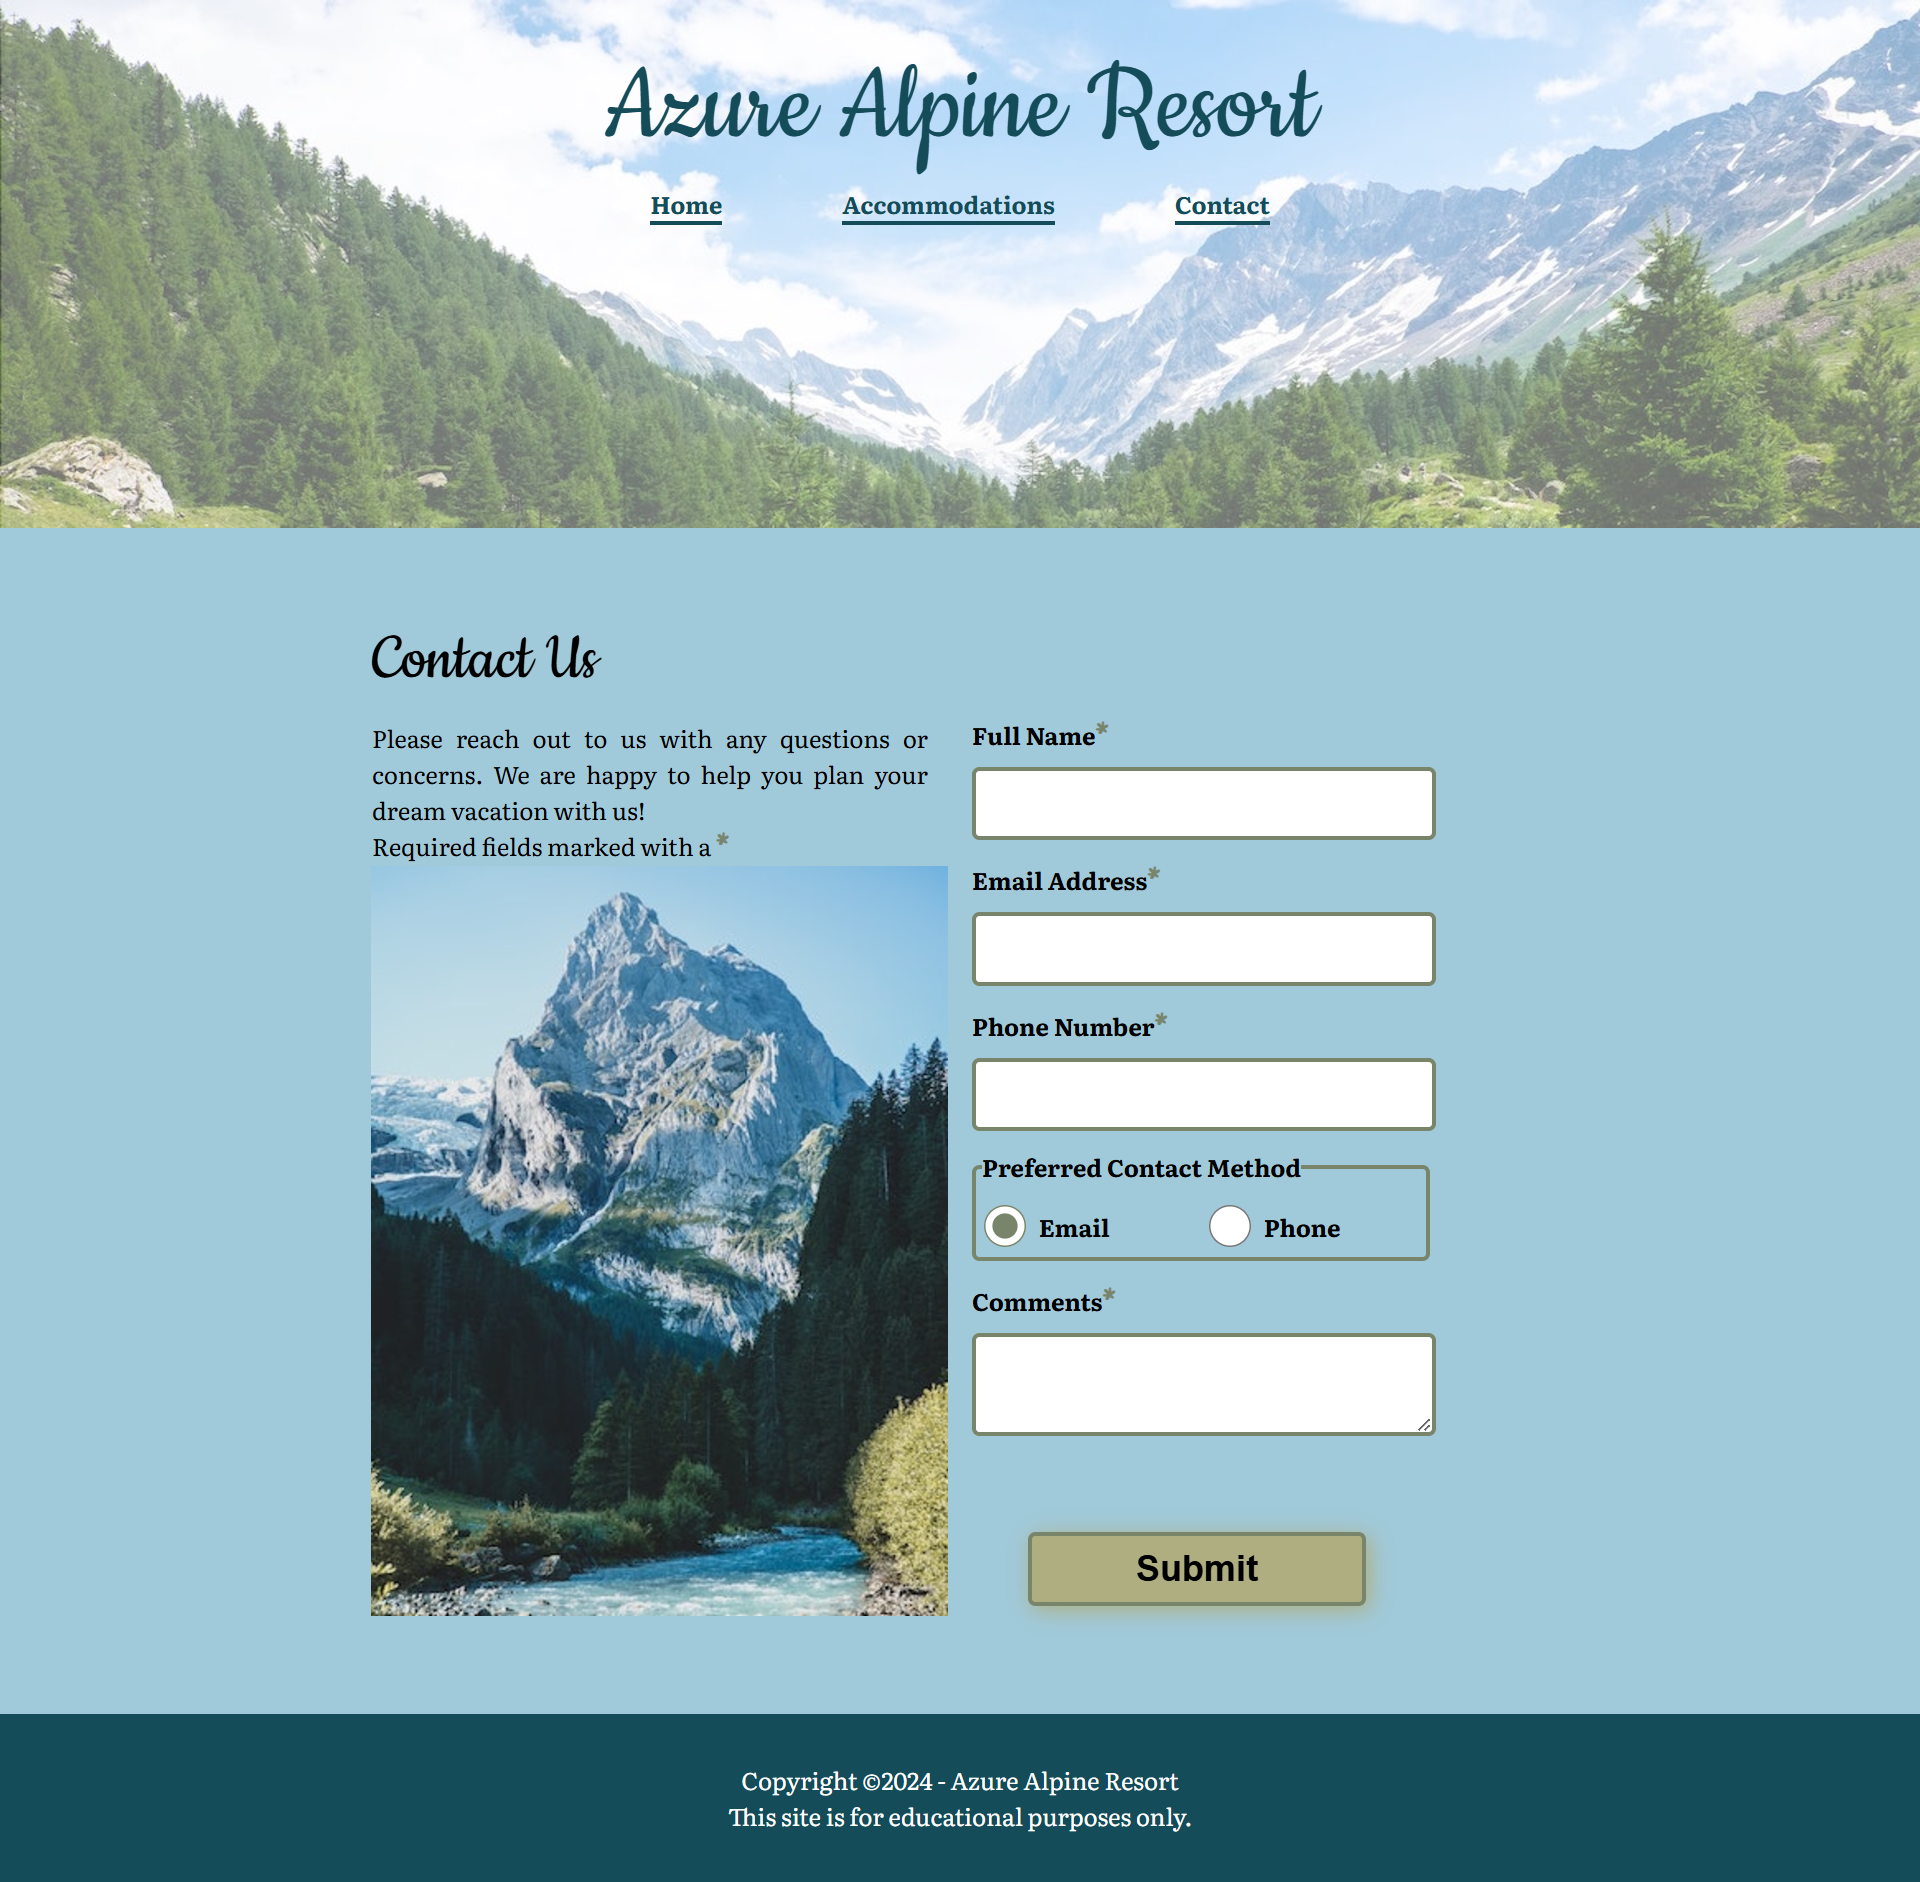 Azure Alpine Resort
Home Accommodations Contact
Contact Us
Please reach out to us with any questions or
concerns. We are happy to help you plan your
dream vacation with us!
Required fields marked with a *
Full Name*
Email Address*
Phone Number*
Preferred Contact Method
Email Phone
Comments*
Submit
Copyright ©2024 - Azure Alpine Resort
This site is for educational purposes only.